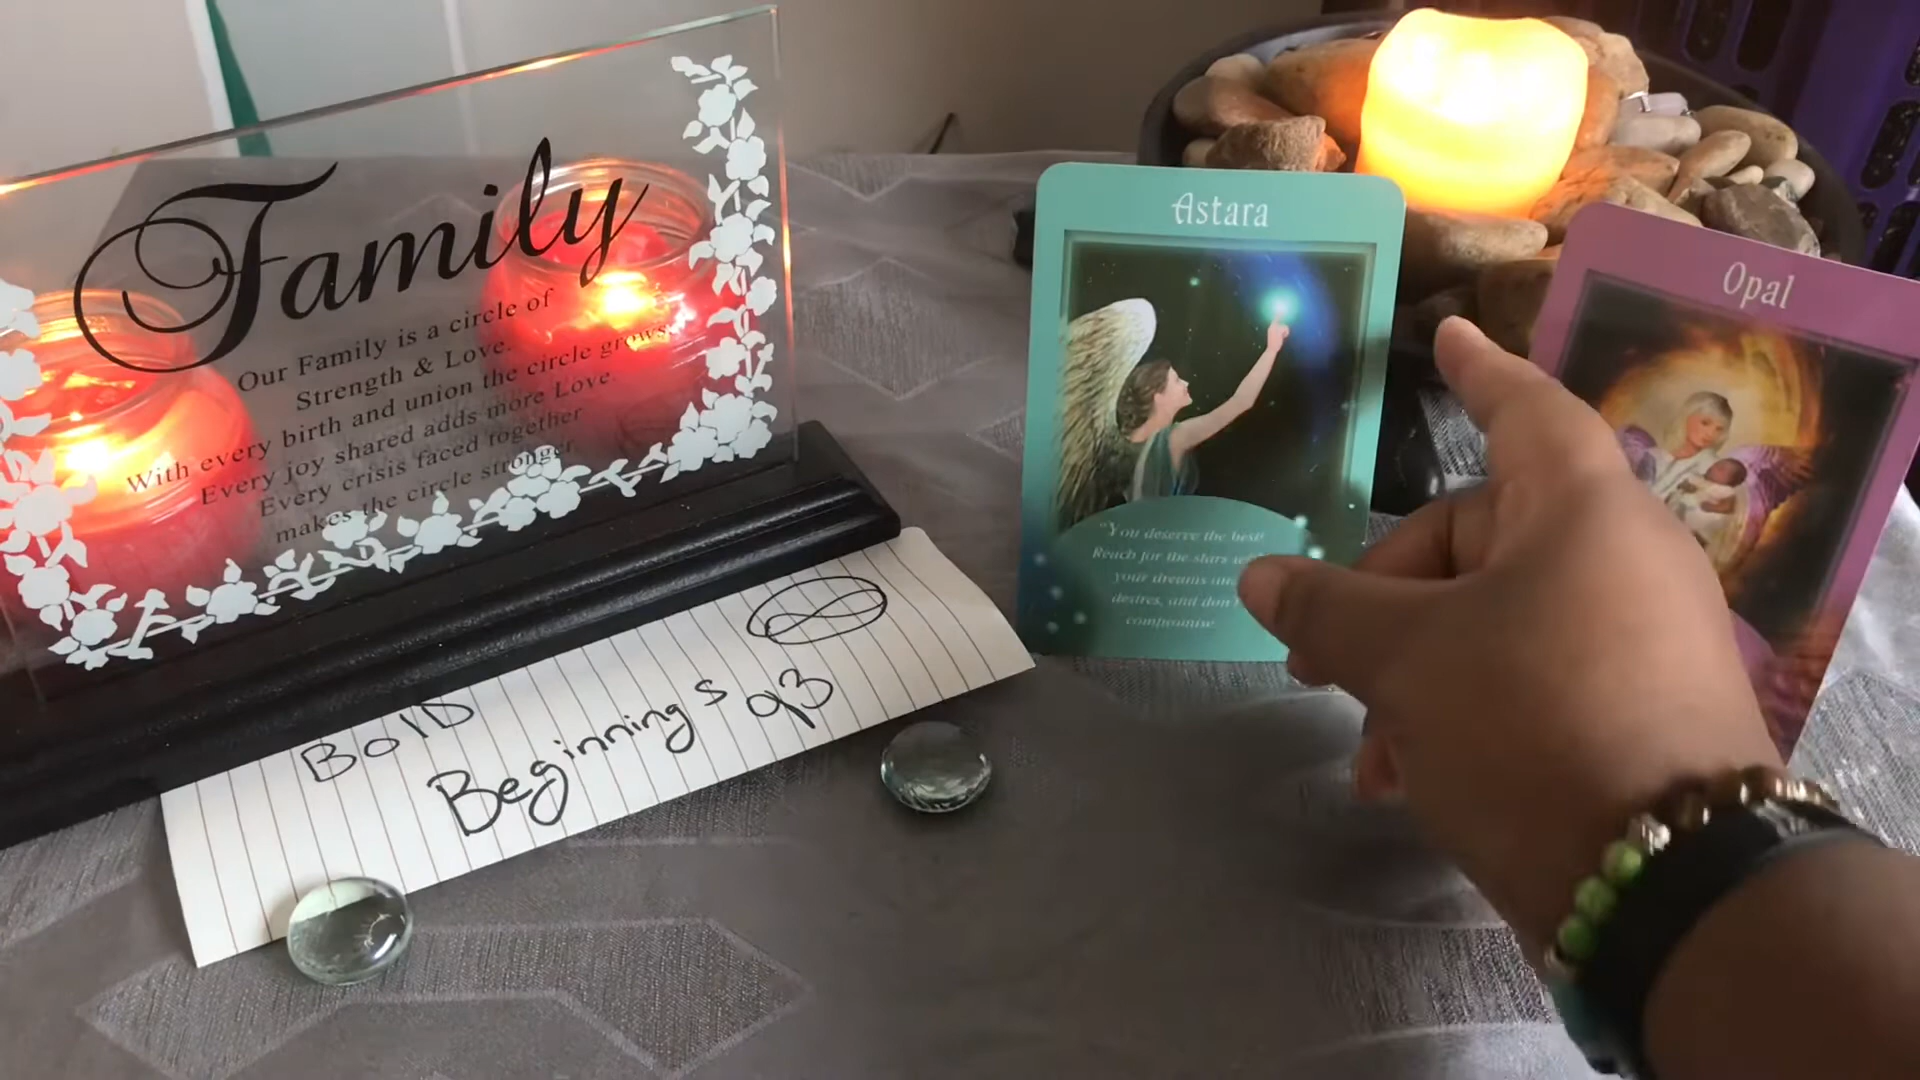 Family
Our Family is a circle of
Strength & Love.
With every birth and union the circle grows.
Every joy shared adds more Love.
Every crisis faced together
makes the circle stronger.
BolD
Beginnings 93
Astara
"You deserve the best!
Reach for the stars
your dreams
desires, and don't
compromise.
Opal